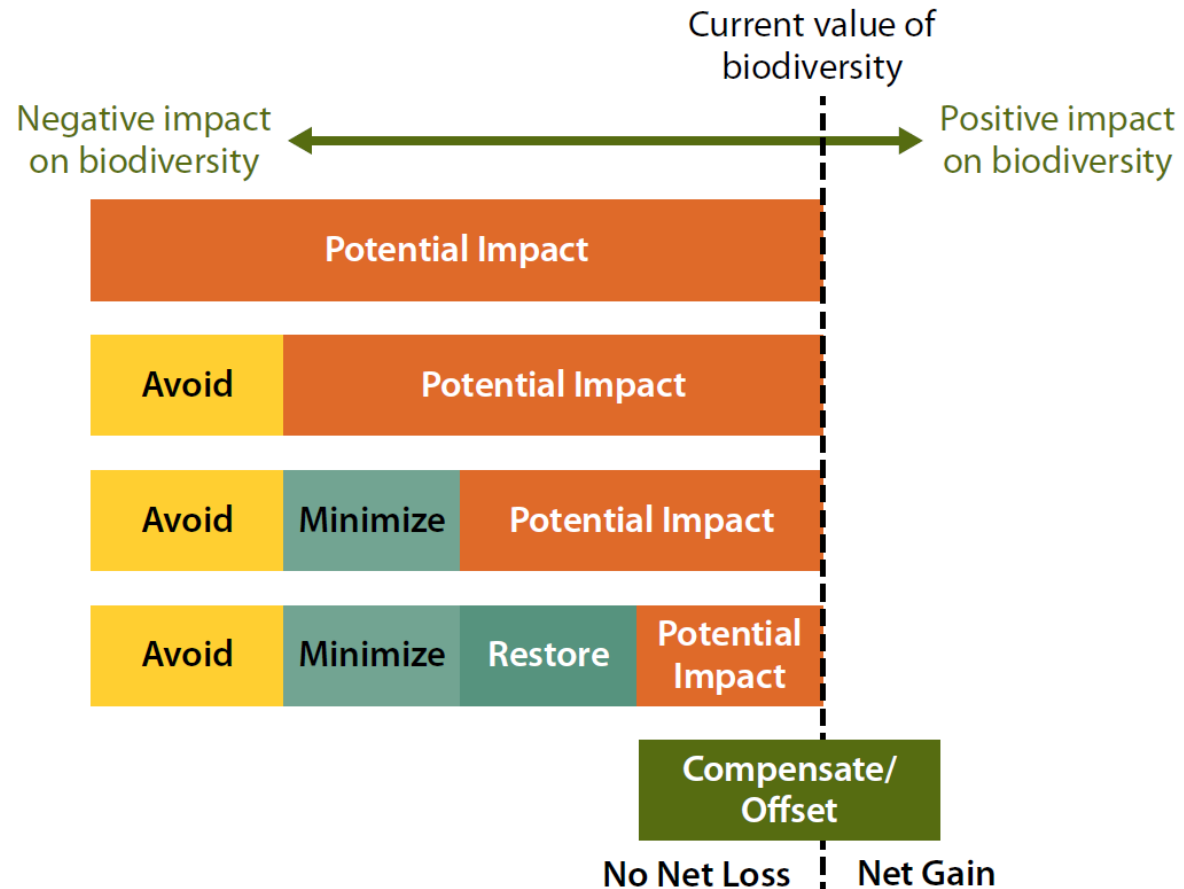 Current value of
biodiversity
Negative impact
on biodiversity
Positive impact
on biodiversity
Potential Impact
Avoid
Potential Impact
Avoid
Minimize
Potential Impact
Avoid
Minimize
Restore
Potential
Impact
Compensate/
Offset
No Net Loss
Net Gain